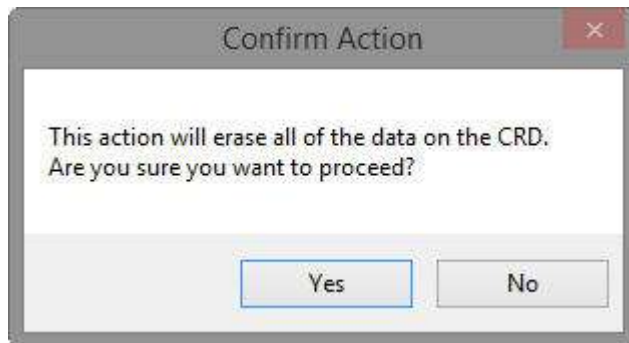 Confirm Action
This action will erase all of the data on the CRD.
Are you sure you want to proceed?
Yes No